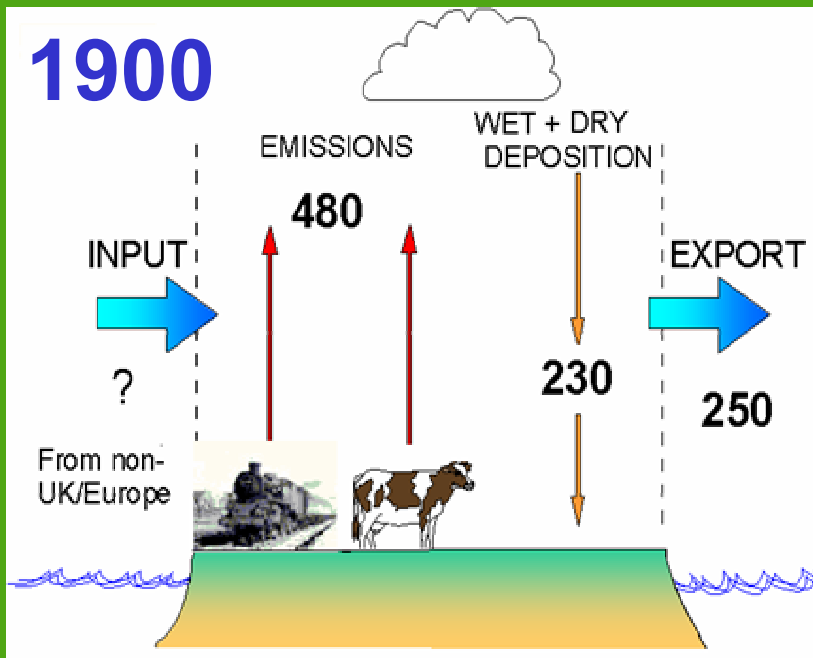 1900
EMISSIONS
480
WET + DRY
DEPOSITION
INPUT
?
From non-
UK/Europe
230
EXPORT
250